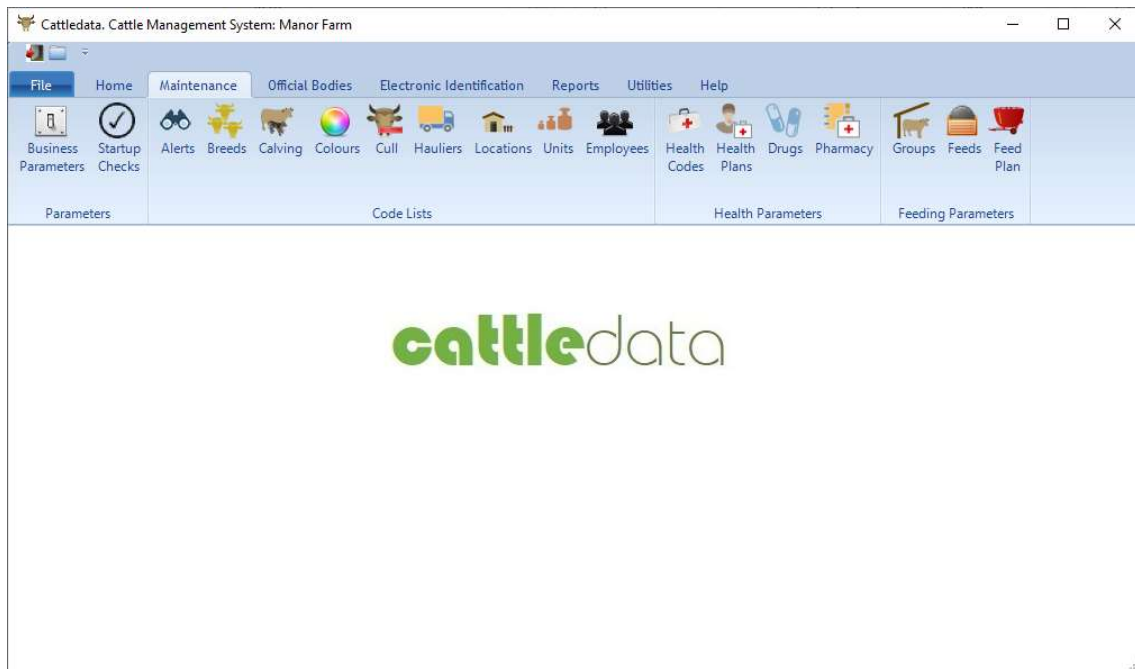 Cattledata. Cattle Management System: Manor Farm
File Home Maintenance Official Bodies Electronic Identification Reports Utilities Help
Business Parameters
Startup Checks
Alerts
Breeds
Calving
Colours
Cull
Hauliers
Locations
Units
Employees
Health Codes
Health Plans
Drugs
Pharmacy
Groups
Feeds
Feed Plan
Parameters Code Lists Health Parameters Feeding Parameters
cattledata